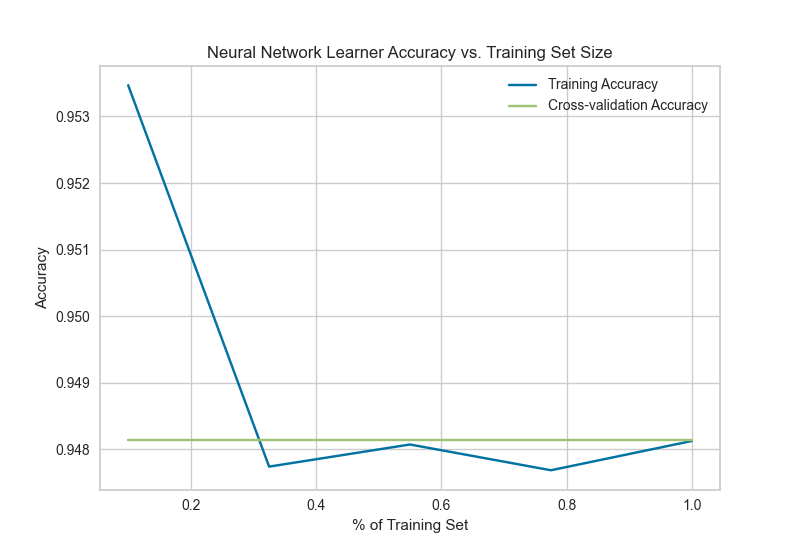 Neural Network Learner Accuracy vs. Training Set Size
Training Accuracy
Cross-validation Accuracy
0.953
0.952
0.951
0.950
0.949
0.948
Accuracy
0.2 0.4 0.6 0.8 1.0
% of Training Set